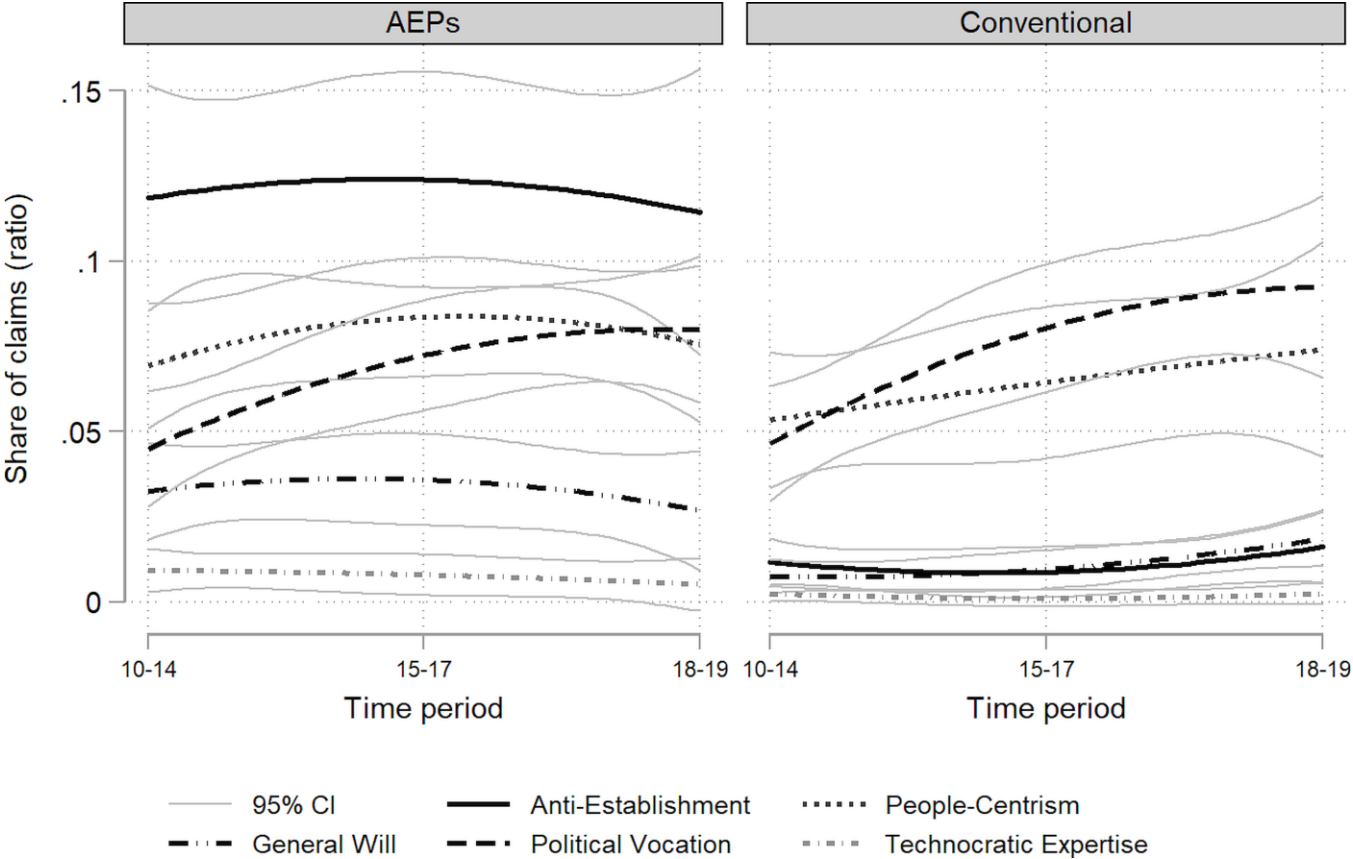 AEPs Conventional
Share of claims (ratio)
.15
.1
.05
0
10-14 15-17 18-19 10-14 15-17 18-19
Time period Time period
95% CI Anti-Establishment People-Centrism
General Will Political Vocation Technocratic Expertise